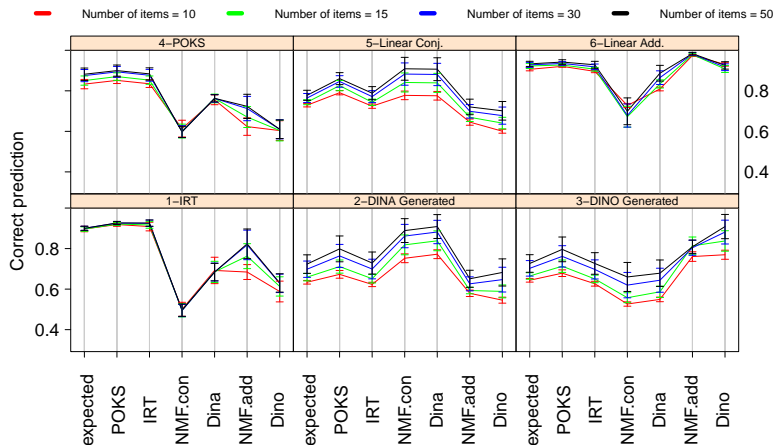 Number of items = 10 Number of items = 15 Number of items = 30 Number of items = 50
4−POKS 5−Linear Conj. 6−Linear Add.
0.8
0.6
0.4
1−IRT 2−DINA Generated 3−DINO Generated
0.8
0.6
0.4
Correct prediction
expected POKS IRT NMF.con Dina NMF.add Dino expected POKS IRT NMF.con Dina NMF.add Dino expected POKS IRT NMF.con Dina NMF.add Dino